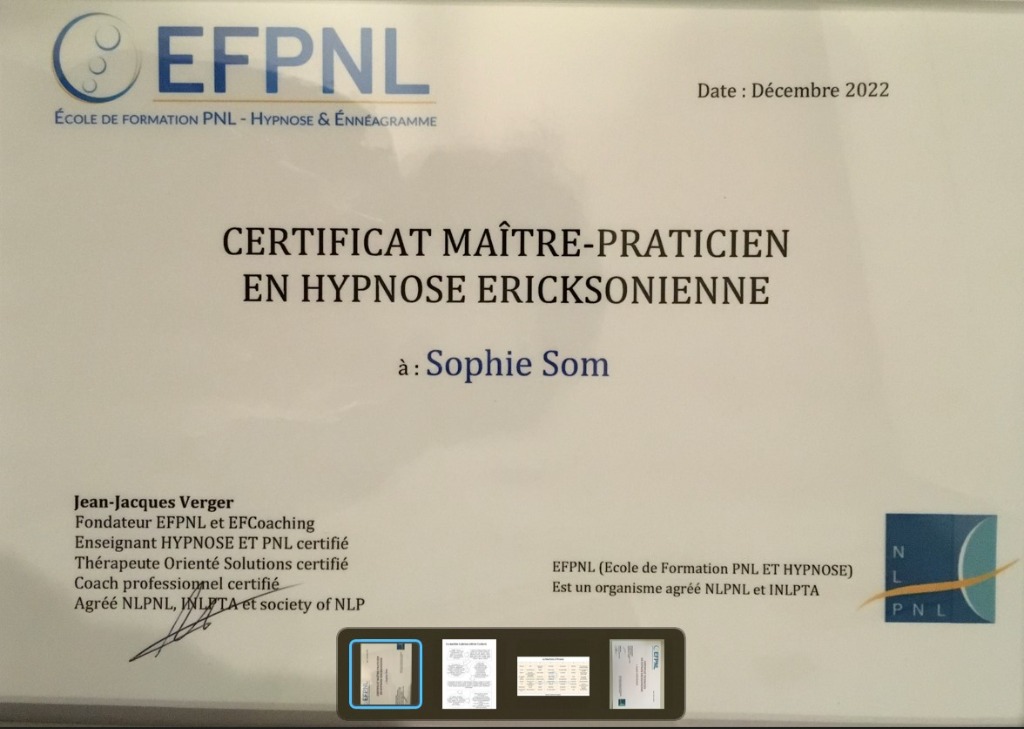 EFPNL
ÉCOLE DE FORMATION PNL - HYPNOSE & ÉNNÉAGRAMME
Date : Décembre 2022
CERTIFICAT MAÎTRE-PRATICIEN
EN HYPNOSE ERICKSONIENNE
à : Sophie Som
Jean-Jacques Verger
Fondateur EFPNL et EFCoaching
Enseignant HYPNOSE ET PNL certifié
Thérapeute Orienté Solutions certifié
Coach professionnel certifié
Agréé NLPNL, INLPTA et society of NLP
EFPNL (Ecole de Formation PNL ET HYPNOSE)
Est un organisme agréé NLPNL et INLPTA
N
L
PNL
EFPNL
EFPNL